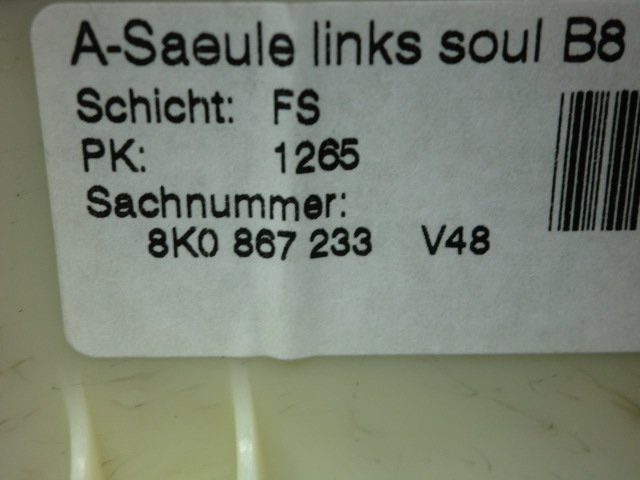 A-Saeule links soul B8
Schicht: FS
PK: 1265
Sachnummer:
8K0 867 233 V48